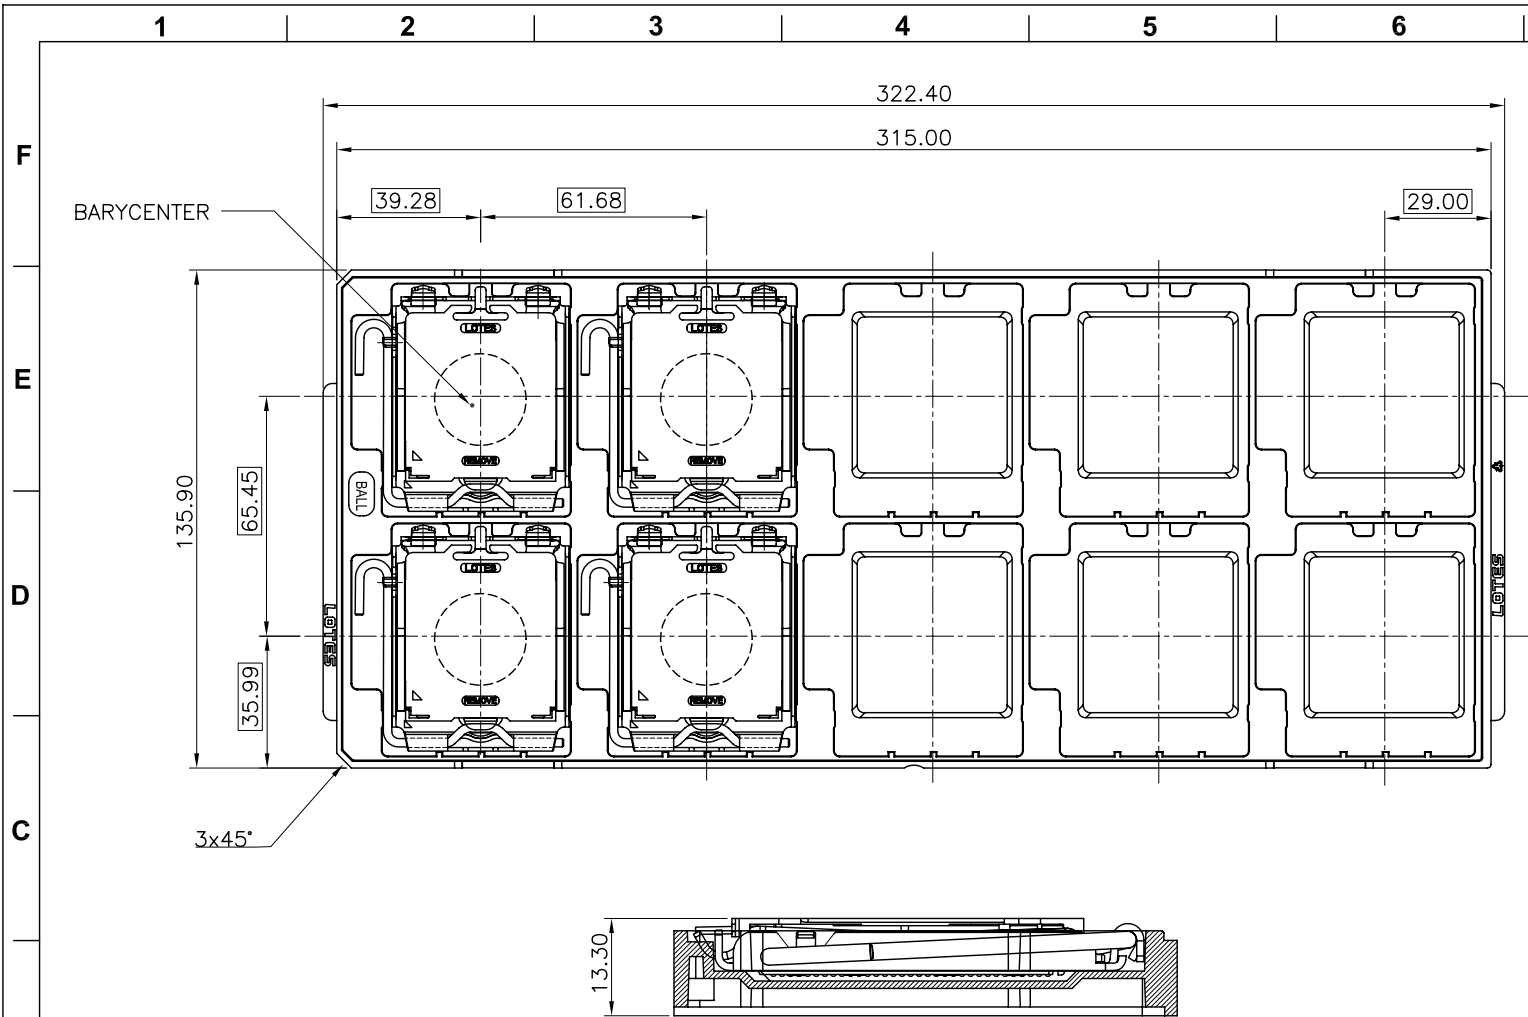 1 2 3 4 5 6
322.40
F
315.00
39.28 61.68 29.00
BARYCENTER
LOTES LOTES
E
REMOVE REMOVE
4
BALL
65.45
135.90
LOTES LOTES
LOTES
D
LOTES
REMOVE REMOVE
35.99
C
3x45°
13.30